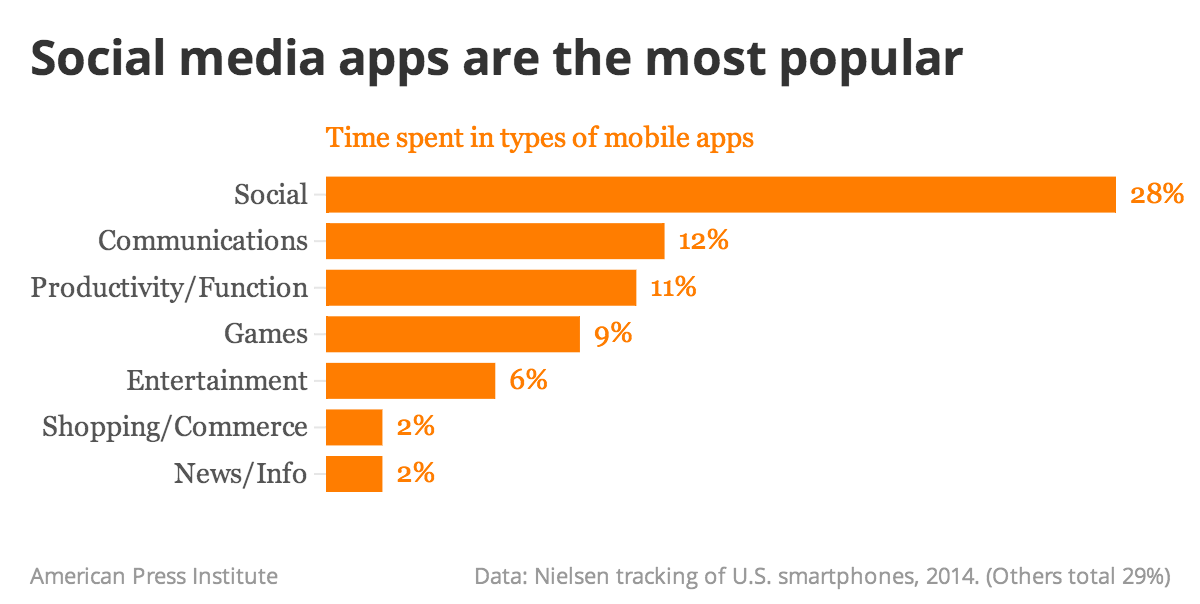 Social media apps are the most popular
Time spent in types of mobile apps
Social 28%
Communications 12%
Productivity/Function 11%
Games 9%
Entertainment 6%
Shopping/Commerce 2%
News/Info 2%
American Press Institute Data: Nielsen tracking of U.S. smartphones, 2014. (Others total 29%)